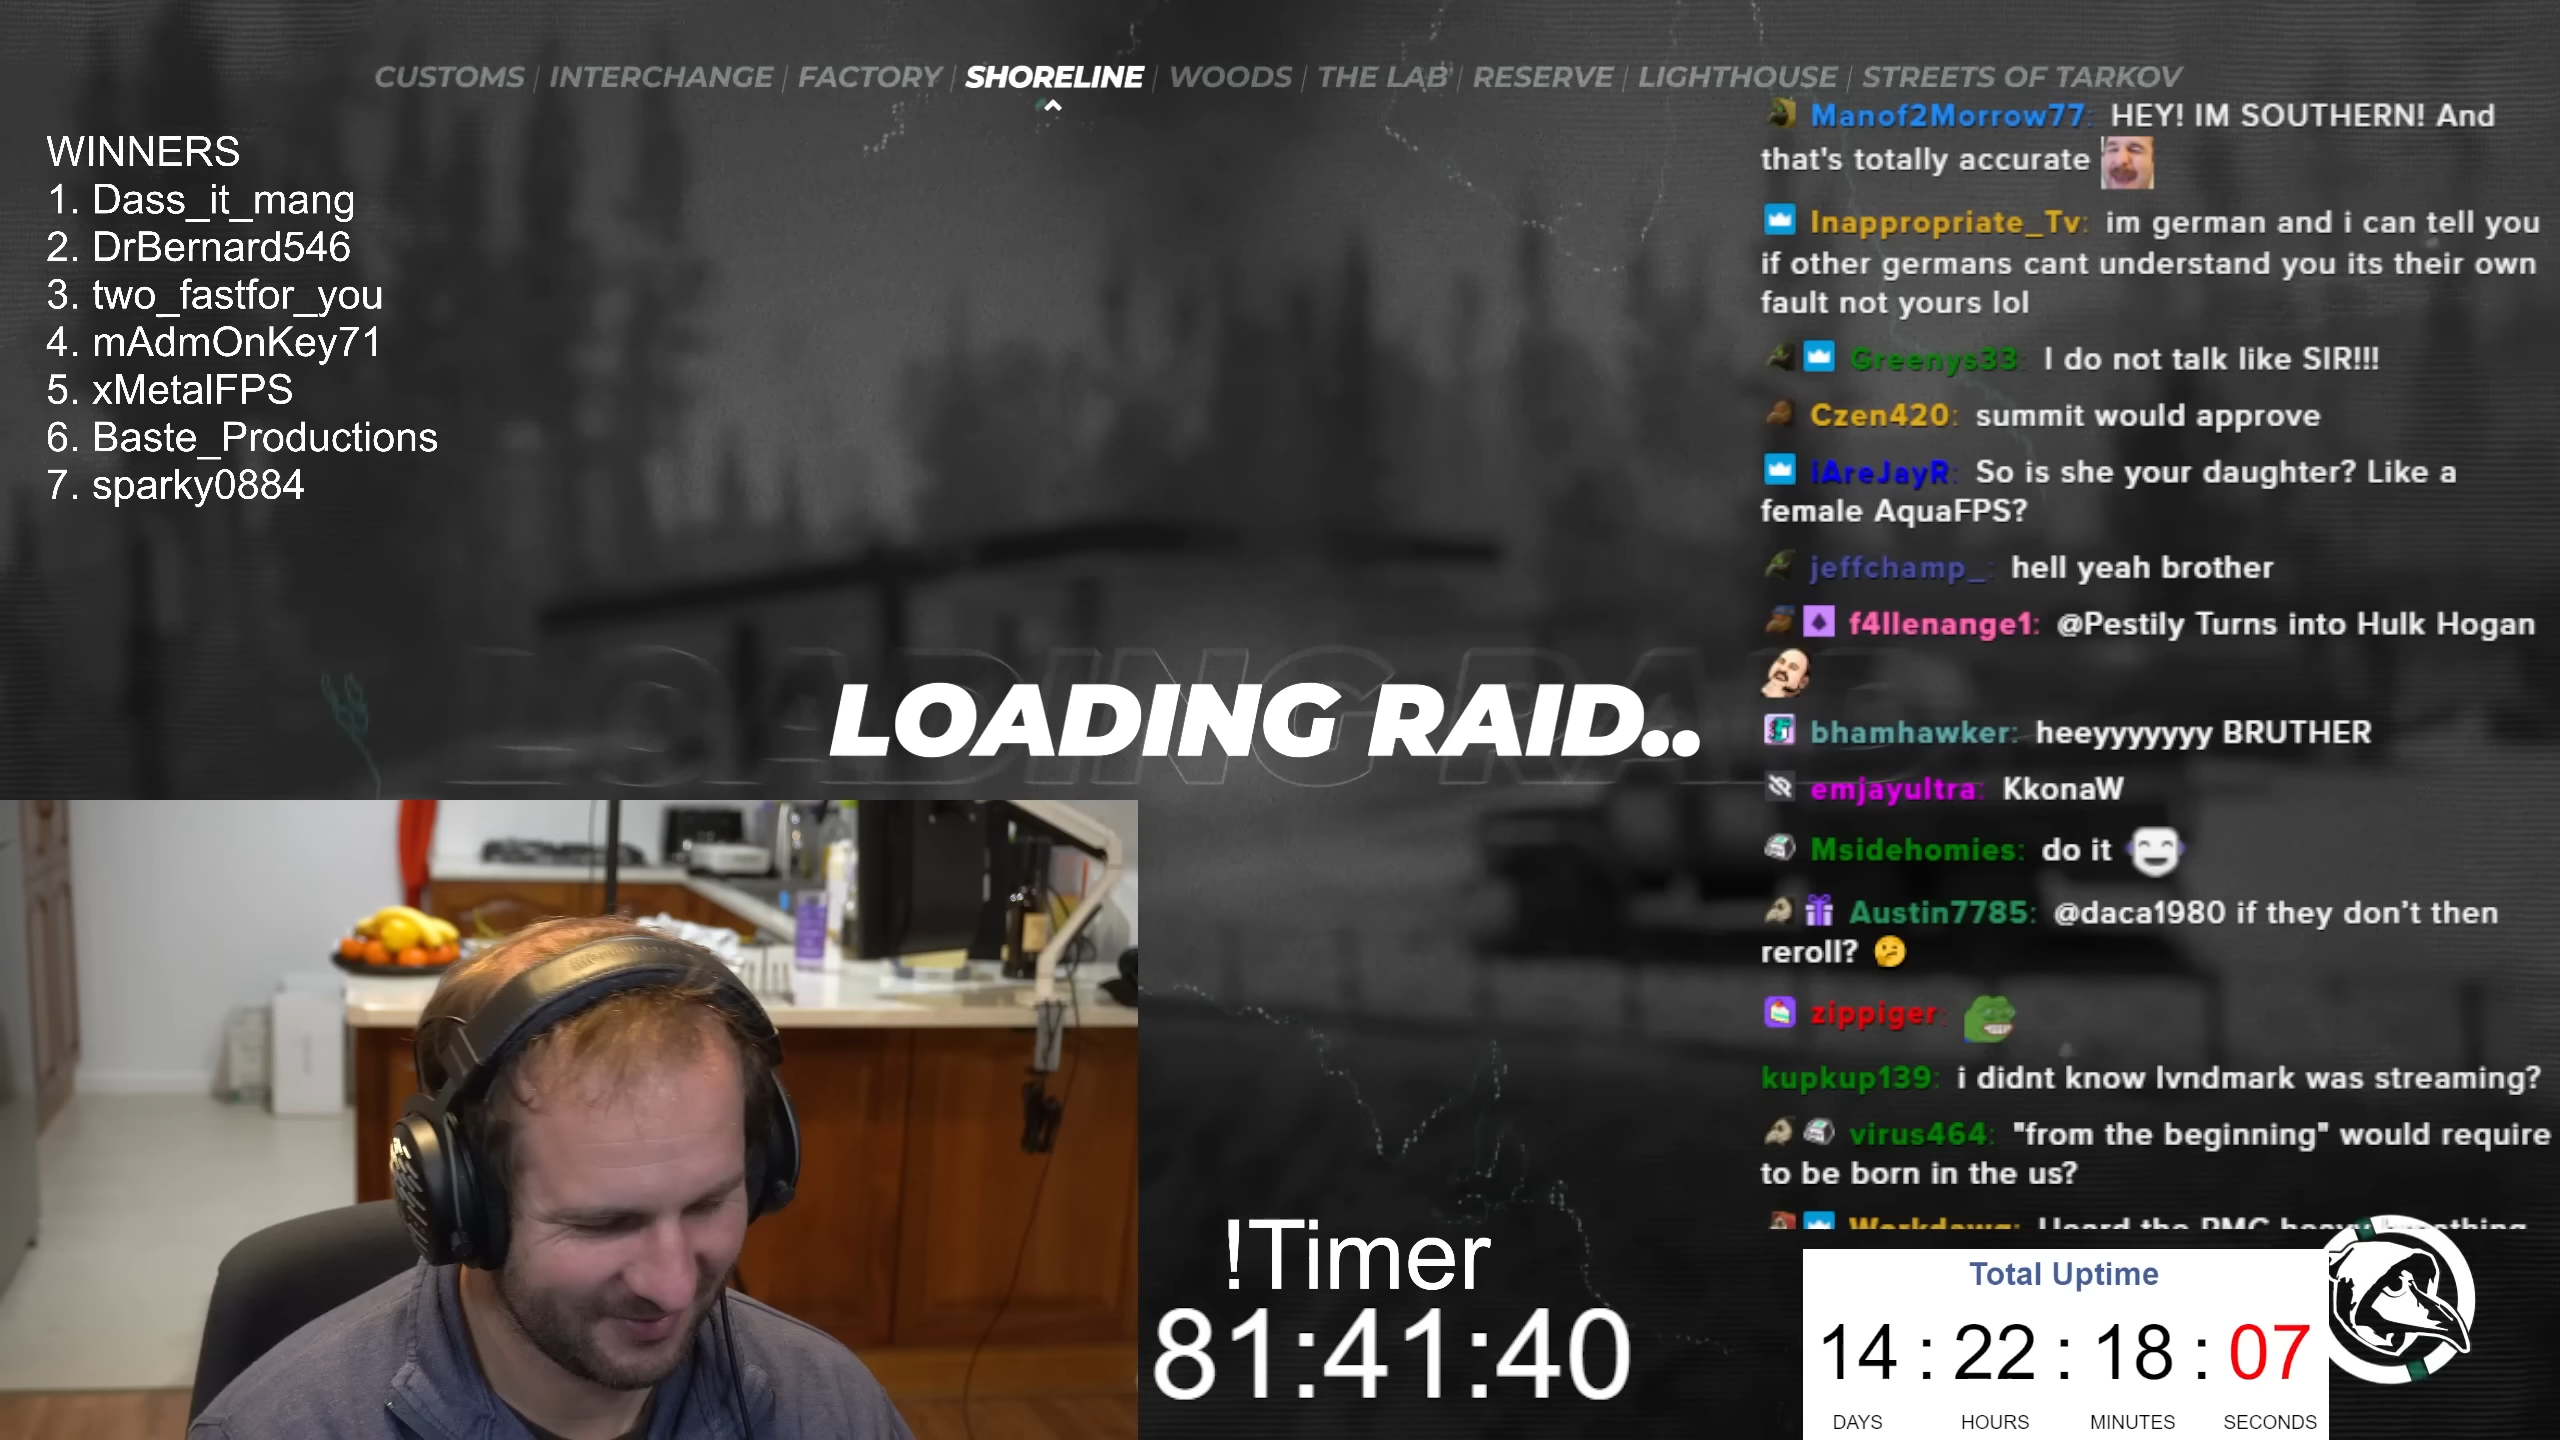 CUSTOMS | INTERCHANGE | FACTORY | SHORELINE | WOODS | THE LAB | RESERVE | LIGHTHOUSE | STREETS OF TARKOV
WINNERS
1. Dass_it_mang
2. DrBernard546
3. two_fastfor_you
4. mAdmOnKey71
5. xMetalFPS
6. Baste_Productions
7. sparky0884
LOADING RAID..
Manof2Morrow77: HEY! IM SOUTHERN! And
that's totally accurate
Inappropriate_Tv: im german and i can tell you
if other germans cant understand you its their own
fault not yours lol
Greenys33: I do not talk like SIR!!!
Czen420: summit would approve
iAreJayR: So is she your daughter? Like a
female AquaFPS?
jeffchamp_: hell yeah brother
f4llenange1: @Pestily Turns into Hulk Hogan
bhamhawker: heeyyyyyyy BRUTHER
emjayultra: KkonaW
Msidehomies: do it
Austin7785: @daca1980 if they don't then
reroll?
zippiger:
kupkup139: i didnt know lvndmark was streaming?
virus464: "from the beginning" would require
to be born in the us?
Heard the PMC heavy breathing
!Timer
81:41:40
Total Uptime
14 : 22 : 18 : 07
DAYS HOURS MINUTES SECONDS